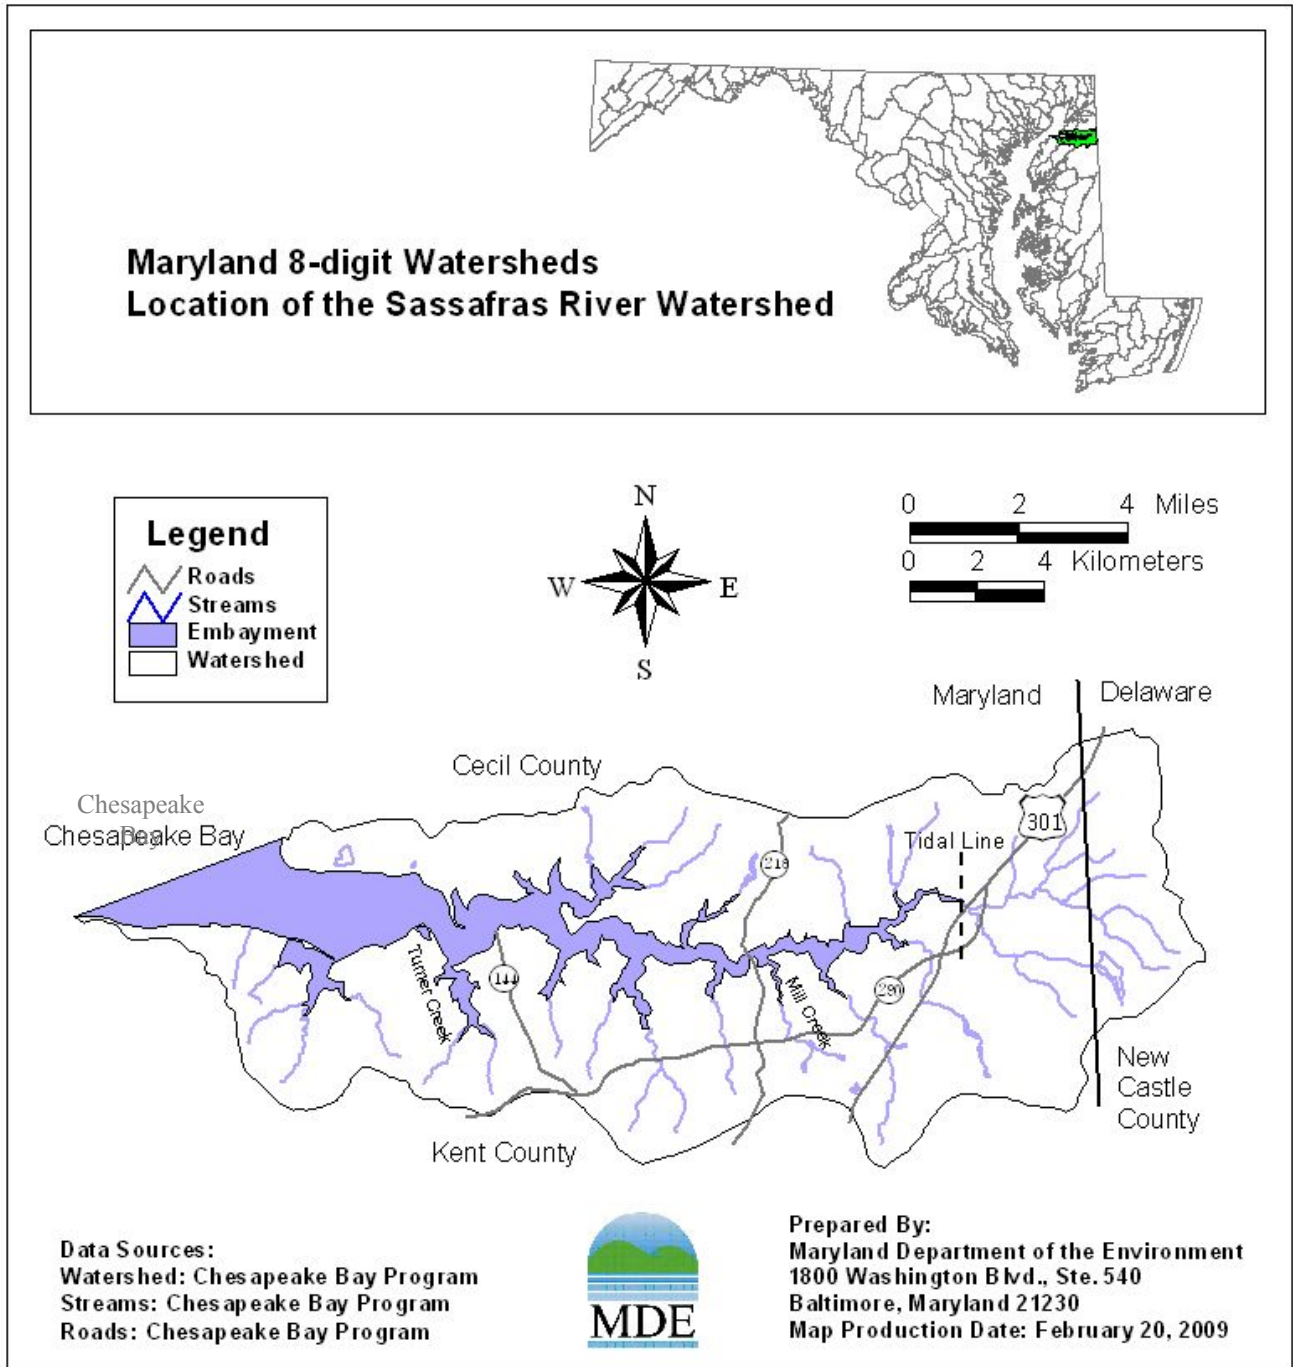 Maryland 8-digit Watersheds
Location of the Sassafras River Watershed
Legend
Roads
Streams
Embayment
Watershed
N
W
E
S
0 2 4 Miles
0 2 4 Kilometers
Maryland
Delaware
Cecil County
Chesapeake
Bay
Chesapeake Bay
301
Tidal Line
213
Turner Creek
144
Mill Creek
290
New
Castle
County
Kent County
Data Sources:
Watershed: Chesapeake Bay Program
Streams: Chesapeake Bay Program
Roads: Chesapeake Bay Program
MDE
Prepared By:
Maryland Department of the Environment
1800 Washington Blvd., Ste. 540
Baltimore, Maryland 21230
Map Production Date: February 20, 2009